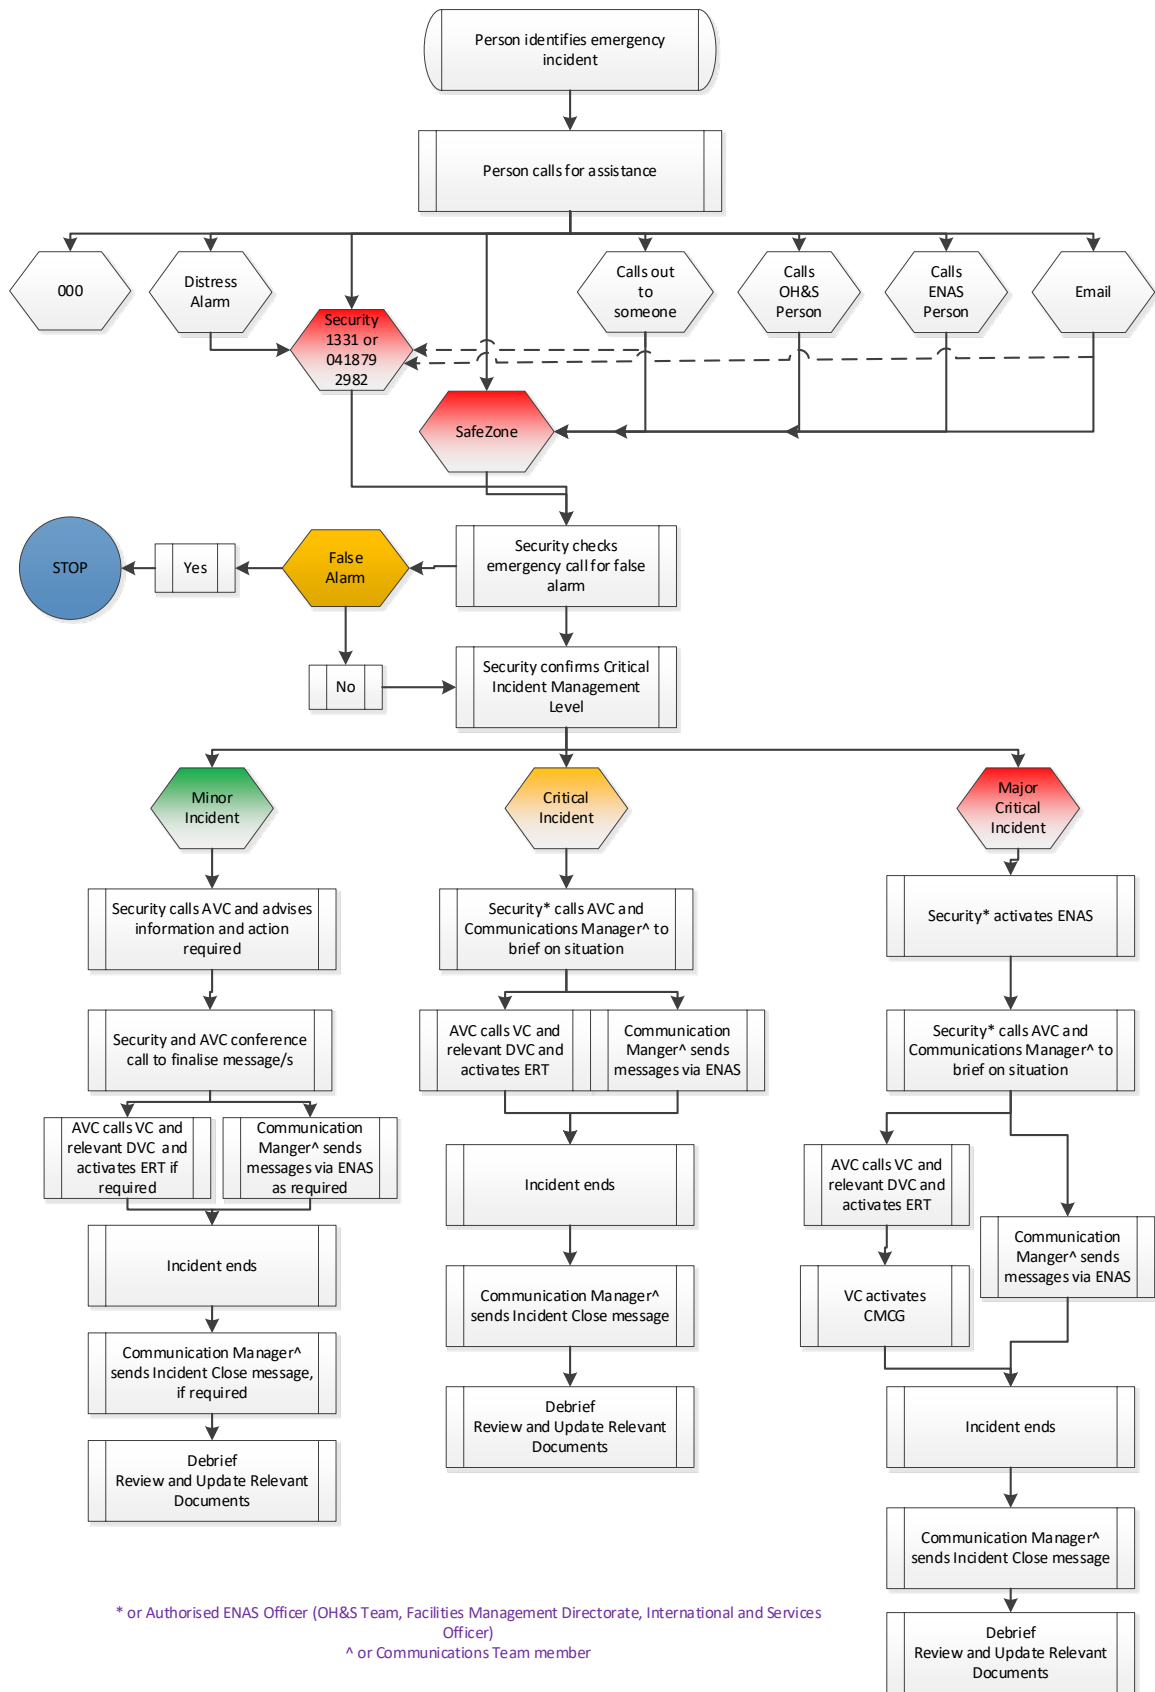 Person identifies emergency
incident
Person calls for assistance
000
Distress
Alarm
Security
1331 or
041879
2982
SafeZone
Calls out
to
someone
Calls
OH&S
Person
Calls
ENAS
Person
Email
STOP
Yes
False
Alarm
Security checks
emergency call for false
alarm
No
Security confirms Critical
Incident Management
Level
Minor
Incident
Critical
Incident
Major
Critical
Incident
Security calls AVC and advises
information and action
required
Security and AVC conference
call to finalise message/s
AVC calls VC and
relevant DVC and
activates ERT if
required
Communication
Manger^ sends
messages via ENAS
as required
Incident ends
Communication Manager^
sends Incident Close message,
if required
Debrief
Review and Update Relevant
Documents
Security* calls AVC and
Communications Manager^ to
brief on situation
AVC calls VC and
relevant DVC and
activates ERT
Communication
Manger^ sends
messages via ENAS
Incident ends
Communication Manager^
sends Incident Close message
Debrief
Review and Update Relevant
Documents
Security* activates ENAS
Security* calls AVC and
Communications Manager^ to
brief on situation
AVC calls VC and
relevant DVC and
activates ERT
VC activates
CMCG
Communication
Manger^ sends
messages via ENAS
Incident ends
Communication Manager^
sends Incident Close message
Debrief
Review and Update Relevant
Documents
* or Authorised ENAS Officer (OH&S Team, Facilities Management Directorate, International and Services
Officer)
^ or Communications Team member